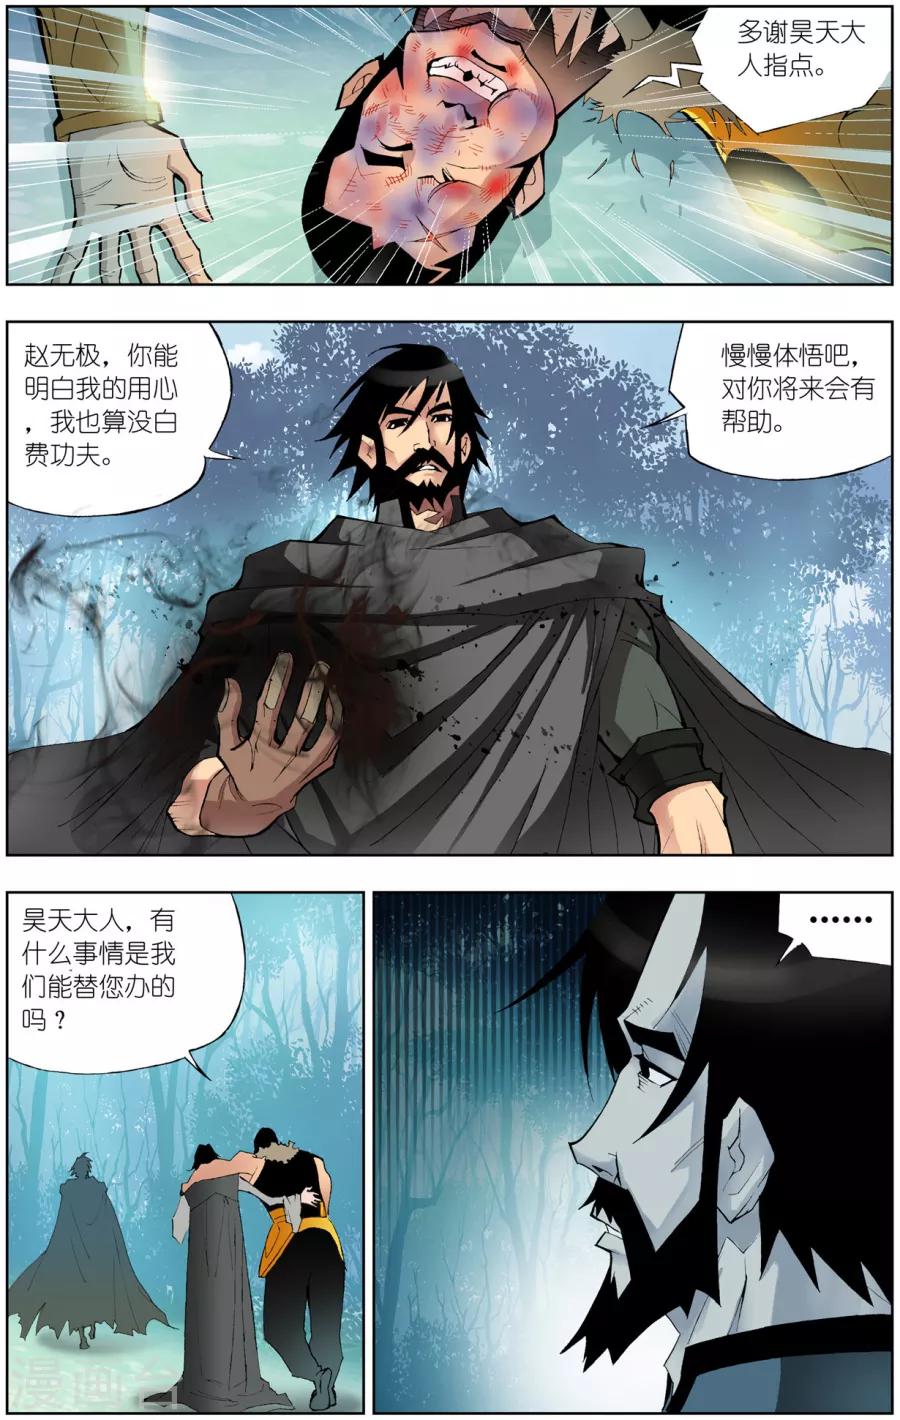 多谢昊天大
人指点。
赵无极，你能
明白我的用心
，我也算没白
费功夫。
慢慢体悟吧，
对你将来会有
帮助。
昊天大人，有
什么事情是我
们能替您办的
吗？
……
漫画台